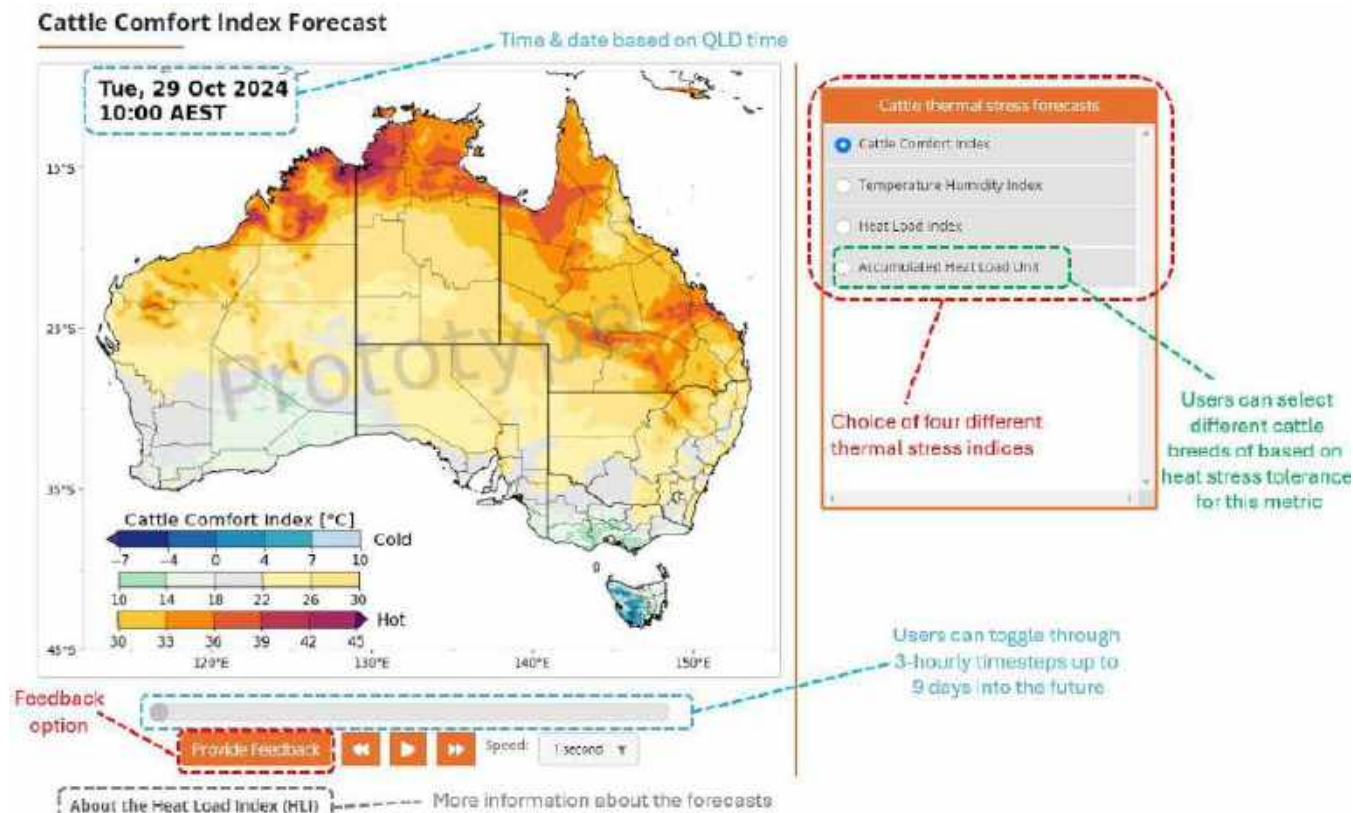 Cattle Comfort Index Forecast
Time & date based on QLD time
Tue, 29 Oct 2024
10:00 AEST
Cattle thermal stress forecasts
Cattle Comfort Index
Temperature Humidity Index
Heat Load Index
Accumulated Heat Load Unit
15°S
25°S
35°S
45°S
Prototype
Choice of four different
thermal stress indices
Users can select
different cattle
breeds of based on
heat stress tolerance
for this metric
Cattle Comfort Index [°C]
Cold
-7 -4 0 4 7 10
10 14 18 22 26 30
Hot
30 33 36 39 42 45
120°E 130°E 140°E 150°E
Users can toggle through
3-hourly timesteps up to
9 days into the future
Feedback
option
Provide Feedback
Speed:
1 second
About the Heat Load Index (HLI)
More information about the forecasts